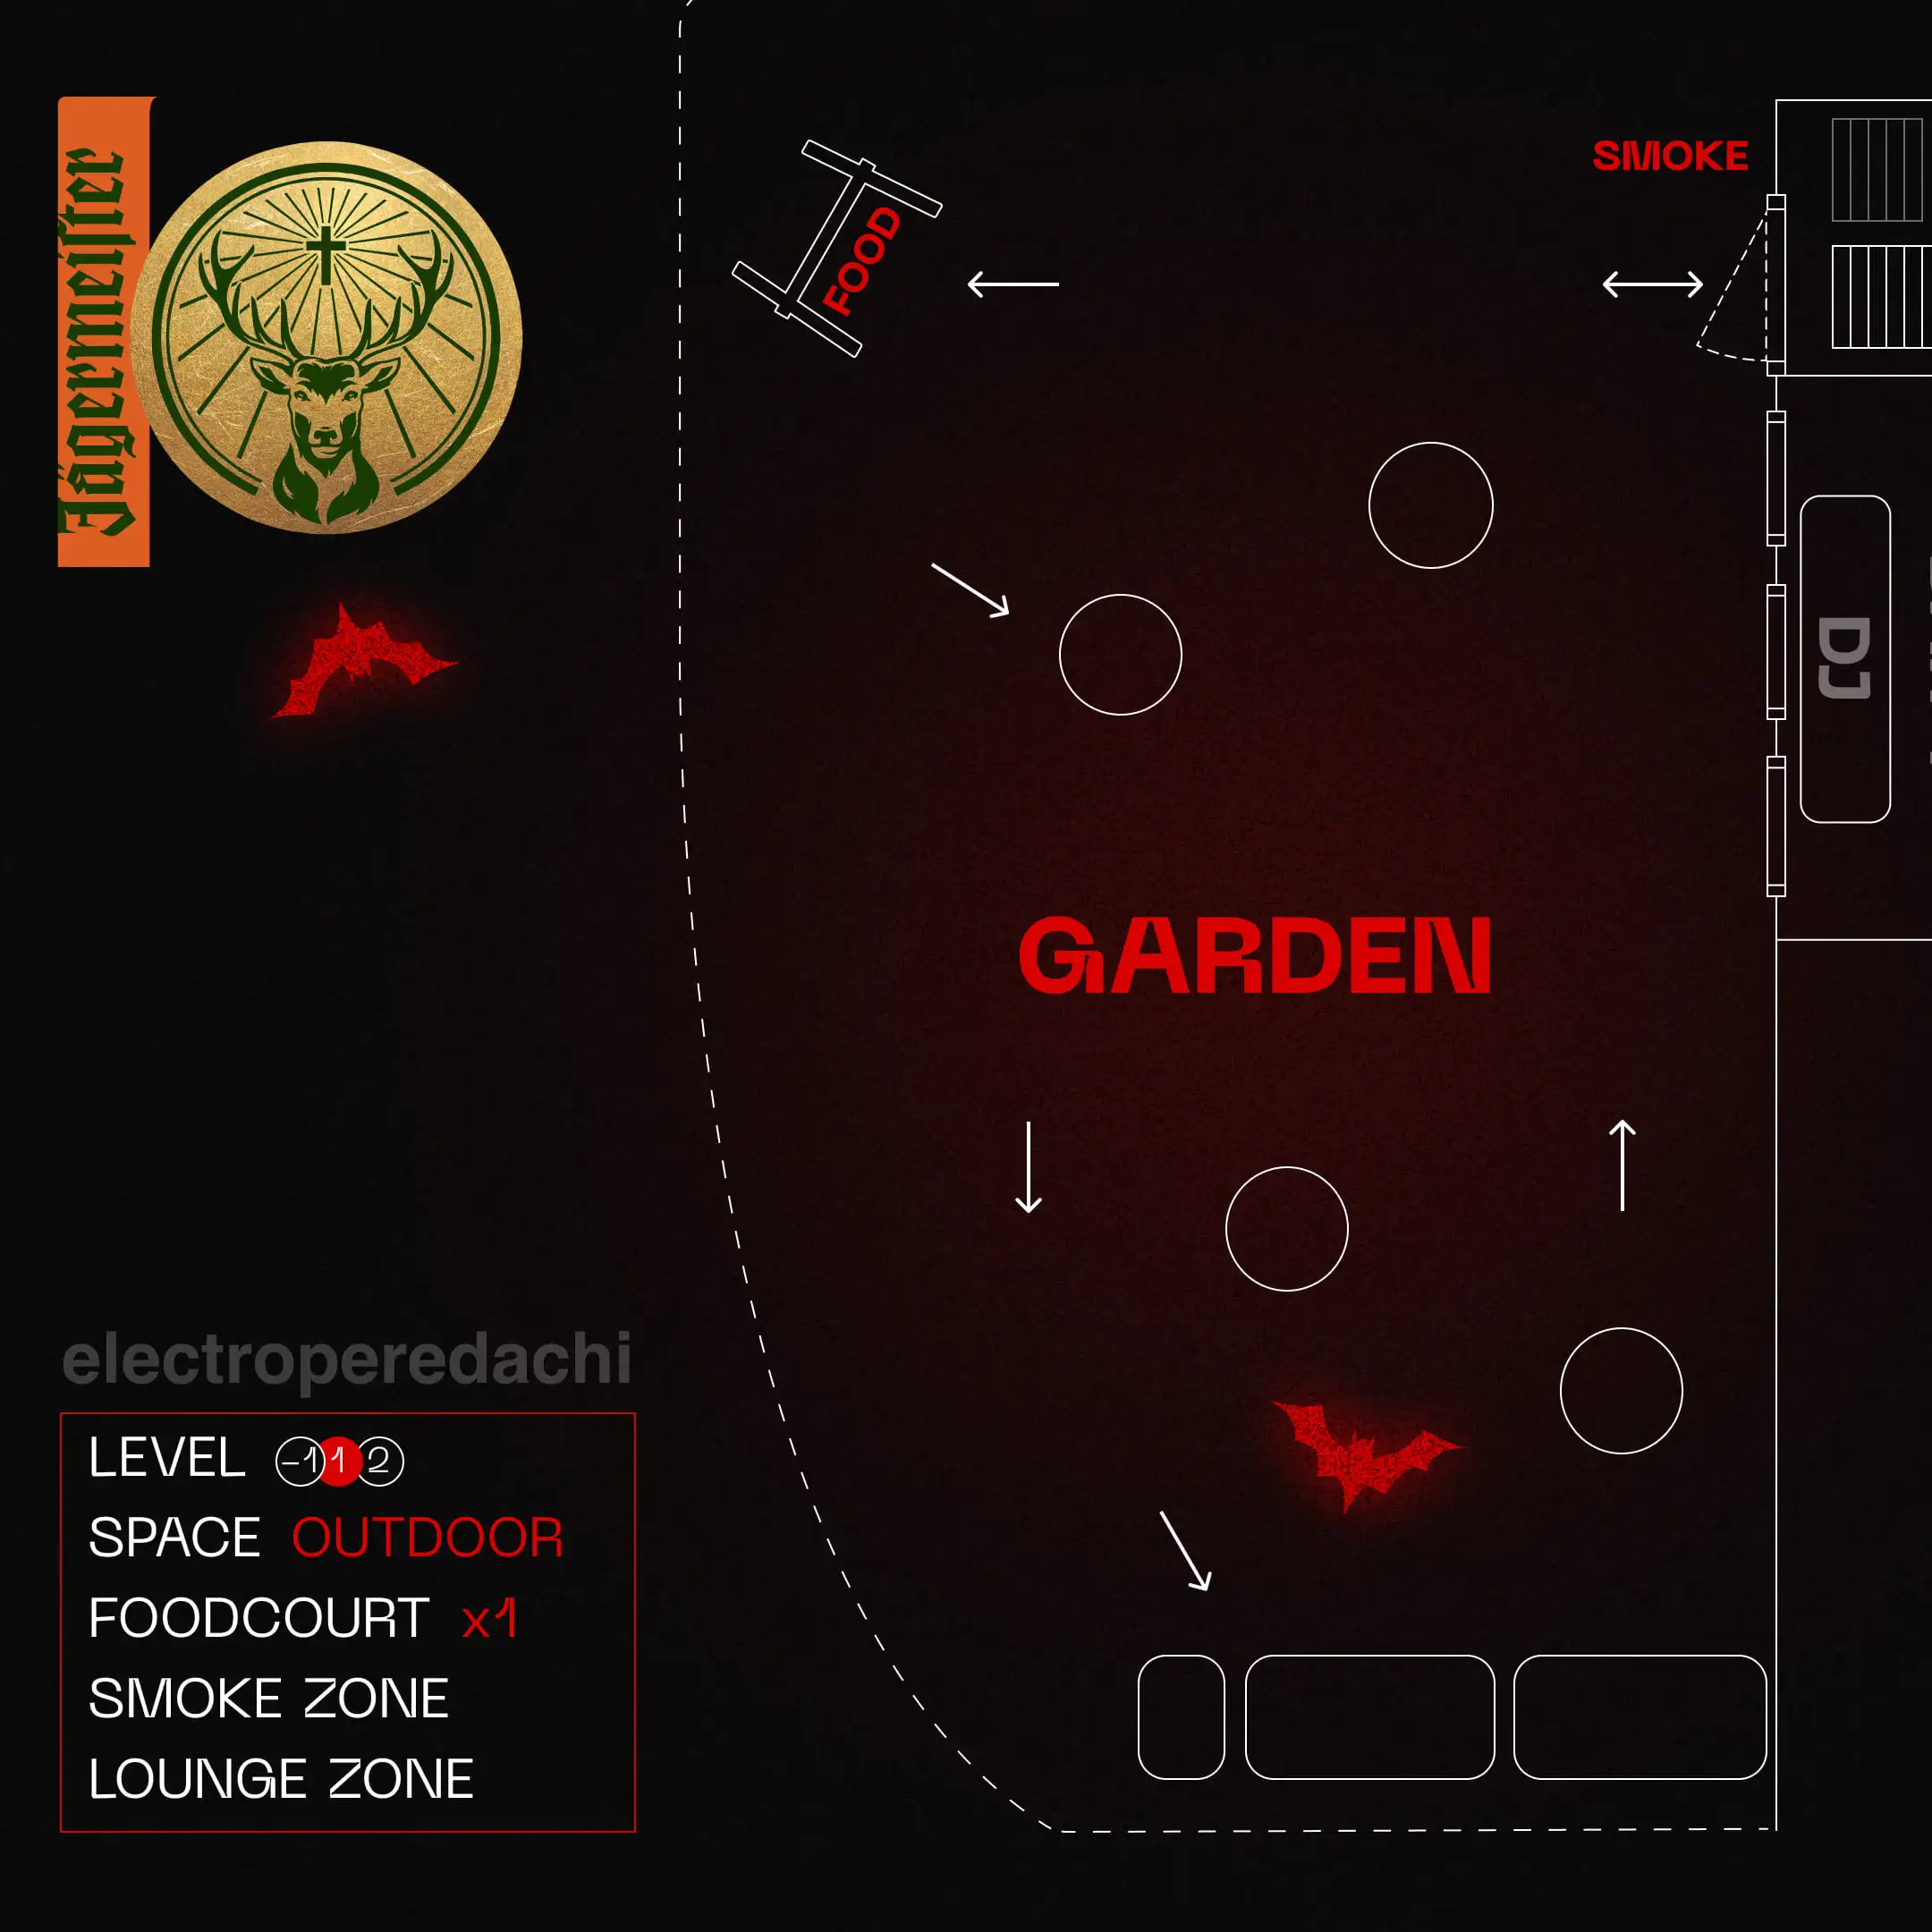 Jägermeiſter
SMOKE
FOOD
DJ
GARDEN
electroperedachi
LEVEL -1 1 2
SPACE OUTDOOR
FOODCOURT x1
SMOKE ZONE
LOUNGE ZONE